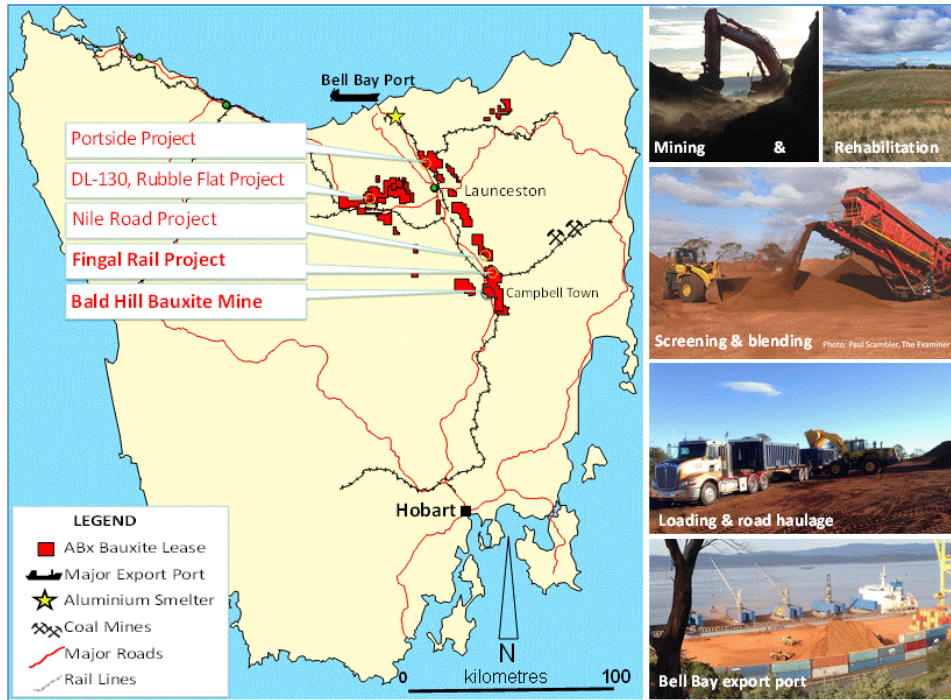 Bell Bay Port
Portside Project
DL-130, Rubble Flat Project
Nile Road Project
Fingal Rail Project
Bald Hill Bauxite Mine
Launceston
Campbell Town
Hobart
LEGEND
ABx Bauxite Lease
Major Export Port
Aluminium Smelter
Coal Mines
Major Roads
Rail Lines
N
0 kilometres 100
Mining &
Rehabilitation
Screening & blending Photo: Paul Scambler, The Examiner
Loading & road haulage
Bell Bay export port